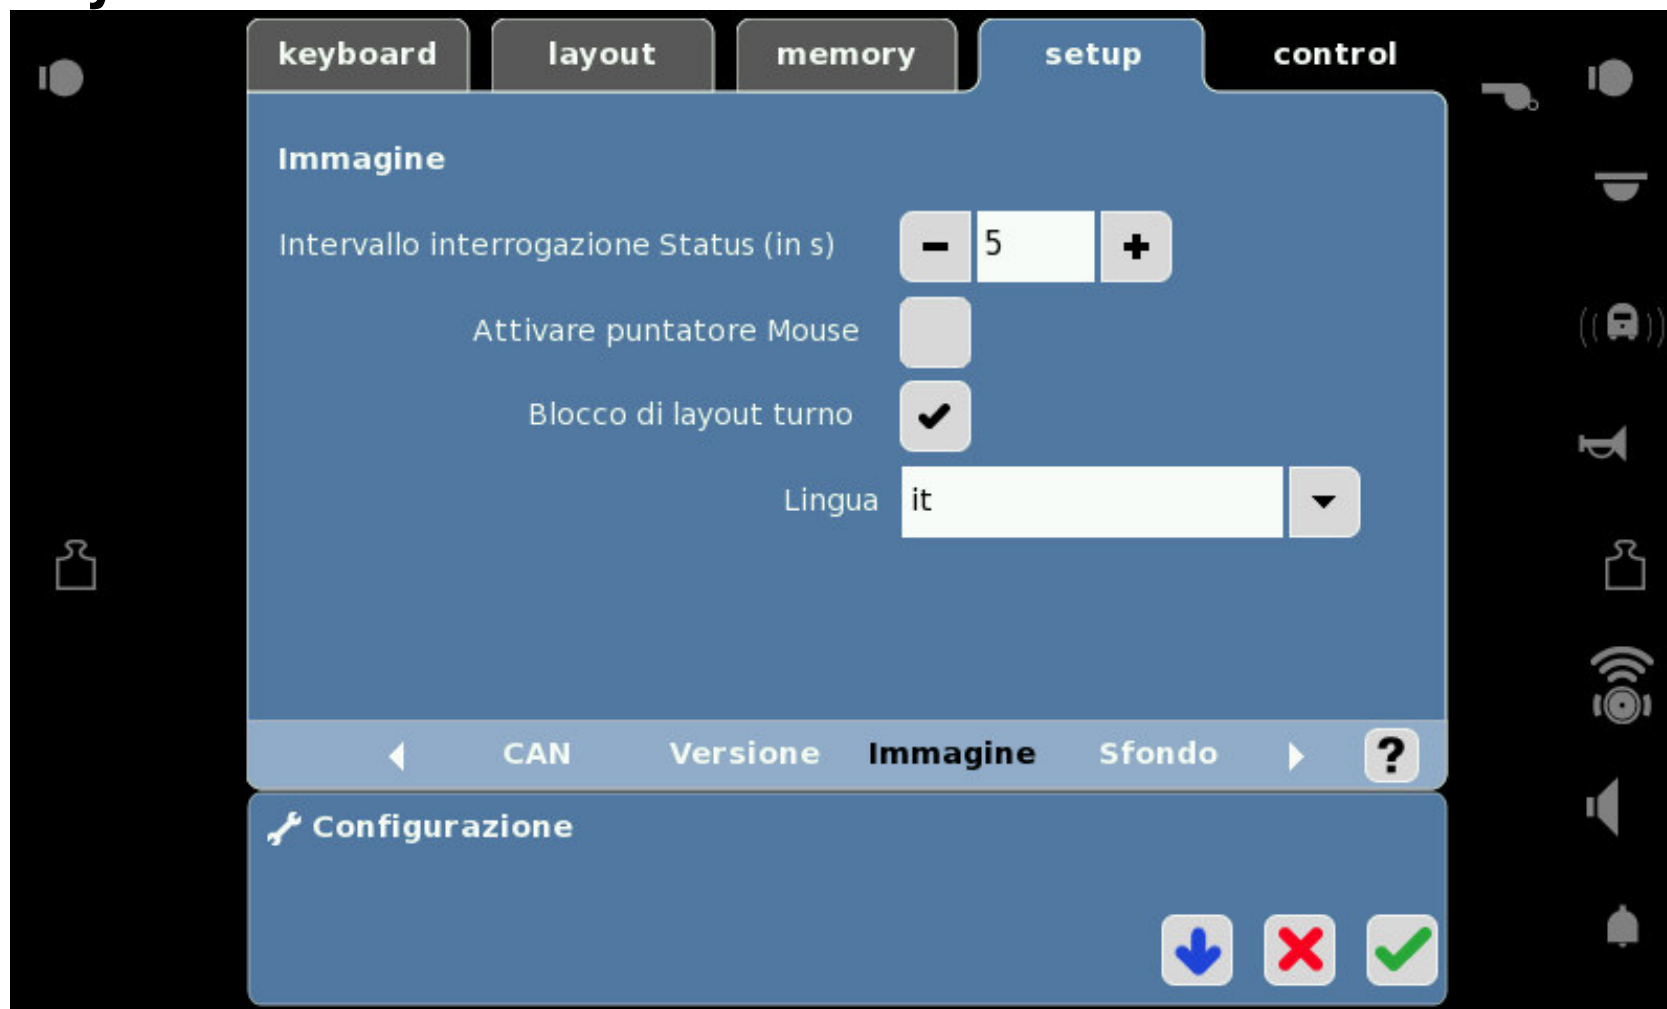 keyboard layout memory setup control
Immagine
Intervallo interrogazione Status (in s) 5
Attivare puntatore Mouse
Blocco di layout turno
Lingua it
CAN Versione Immagine Sfondo ?
Configurazione